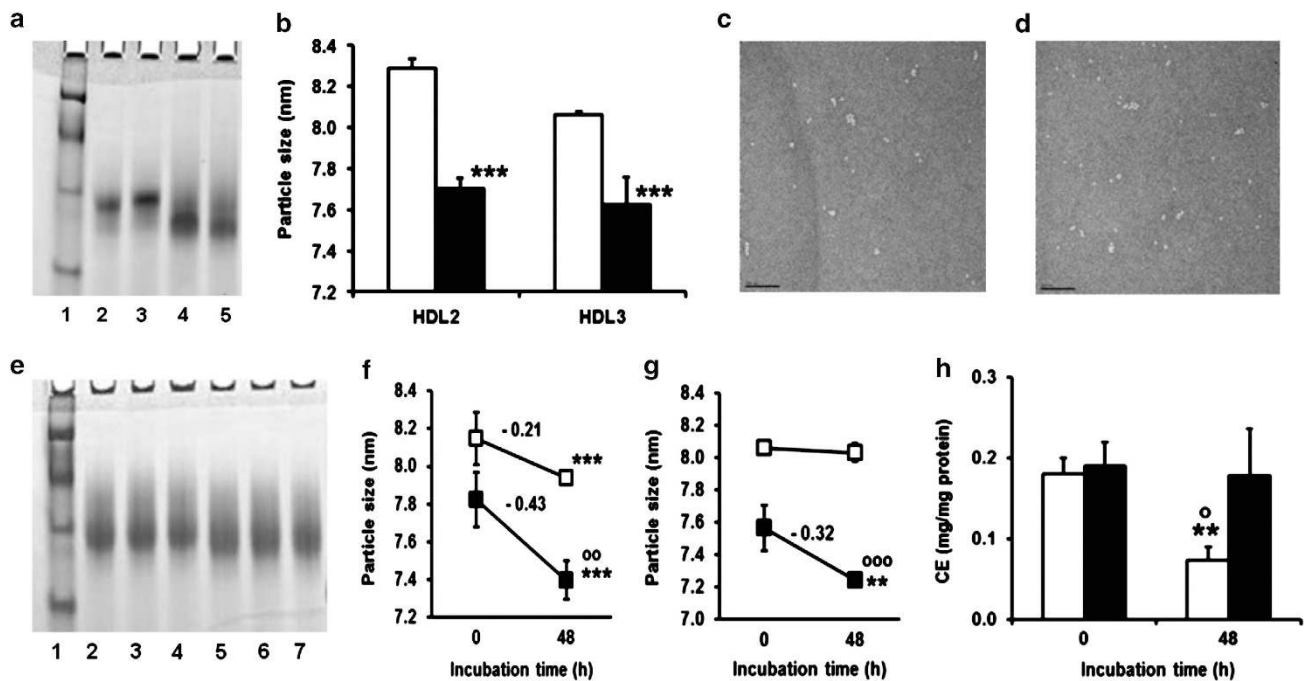 a
1 2 3 4 5
b
Particle size (nm)
8.4
8.2
8.0
7.8
7.6
7.4
7.2
***
***
HDL2 HDL3
c
d
e
1 2 3 4 5 6 7
f
Particle size (nm)
8.4
8.2
8.0
7.8
7.6
7.4
7.2
- 0.21
***
- 0.43
oo
***
0 48
Incubation time (h)
g
Particle size (nm)
8.4
8.2
8.0
7.8
7.6
7.4
7.2
7.0
- 0.32
ooo
**
0 48
Incubation time (h)
h
CE (mg/mg protein)
0.3
0.2
0.1
0.0
o
**
0 48
Incubation time (h)